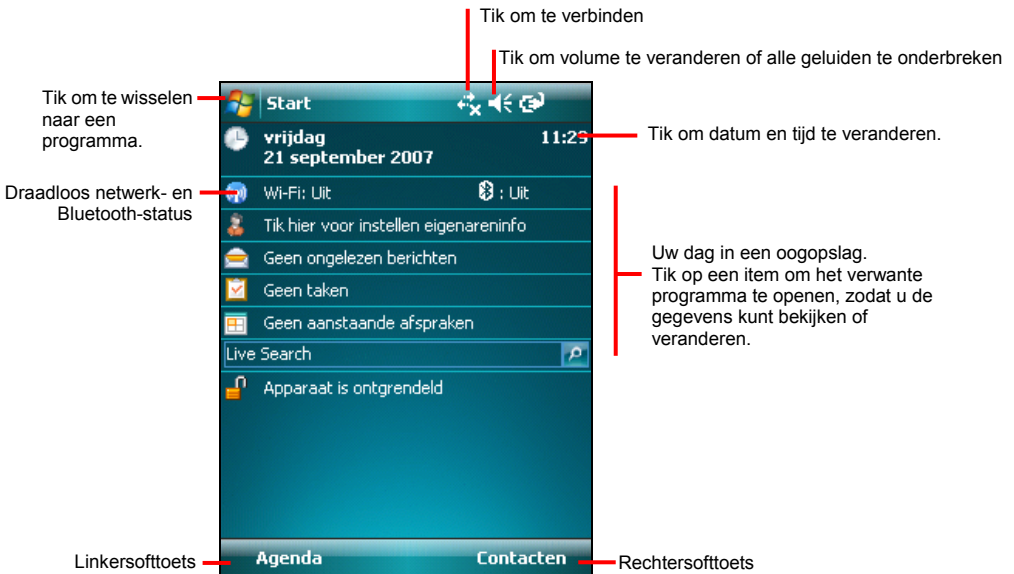 Tik om te verbinden
Tik om volume te veranderen of alle geluiden te onderbreken
Tik om te wisselen
naar een
programma.
Start
vrijdag
21 september 2007
11:29
Tik om datum en tijd te veranderen.
Draadloos netwerk- en
Bluetooth-status
Wi-Fi: Uit
: Uit
Tik hier voor instellen eigenareninfo
Geen ongelezen berichten
Geen taken
Geen aanstaande afspraken
Live Search
Apparaat is ontgrendeld
Uw dag in een oogopslag.
Tik op een item om het verwante
programma te openen, zodat u de
gegevens kunt bekijken of
veranderen.
Linkersofttoets
Agenda
Contacten
Rechtersofttoets